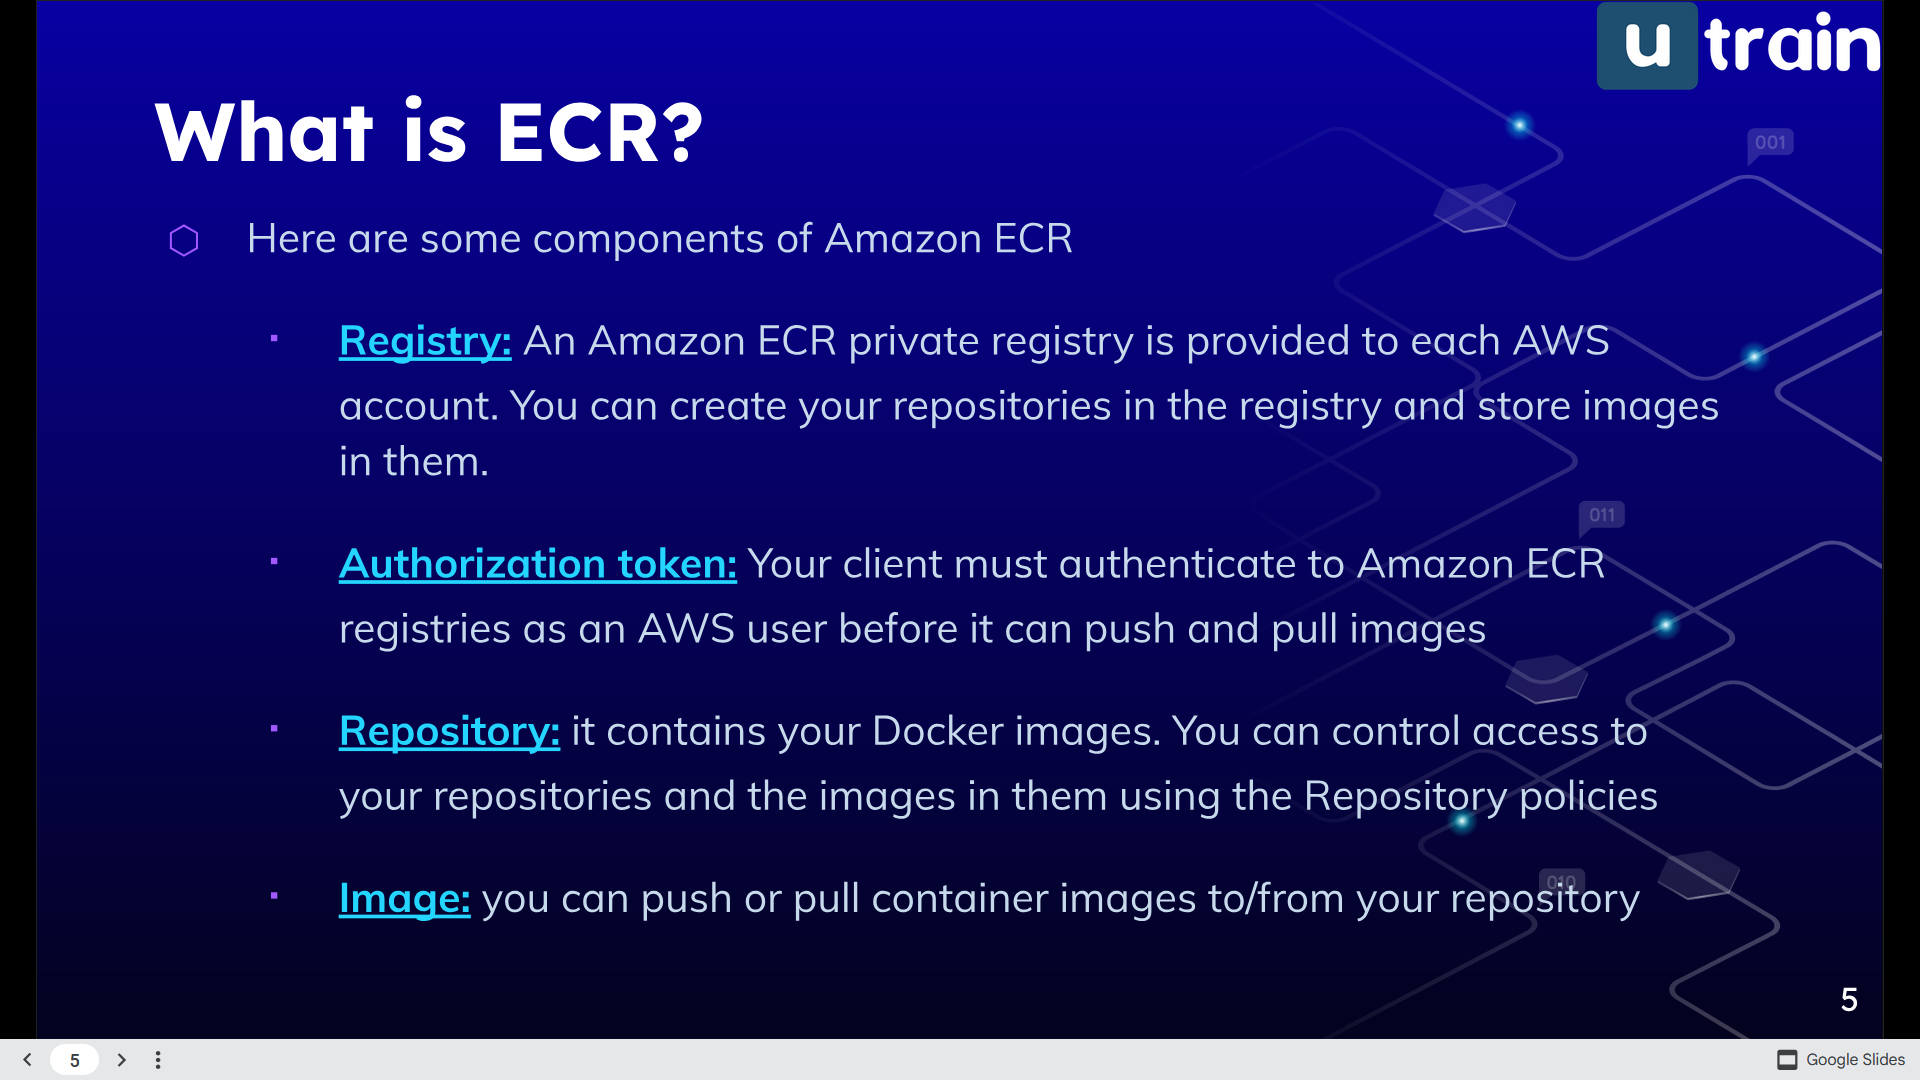 u train
What is ECR?
001
Here are some components of Amazon ECR
Registry: An Amazon ECR private registry is provided to each AWS
account. You can create your repositories in the registry and store images
in them.
011
Authorization token: Your client must authenticate to Amazon ECR
registries as an AWS user before it can push and pull images
Repository: it contains your Docker images. You can control access to
your repositories and the images in them using the Repository policies
010
Image: you can push or pull container images to/from your repository
5
5
Google Slides